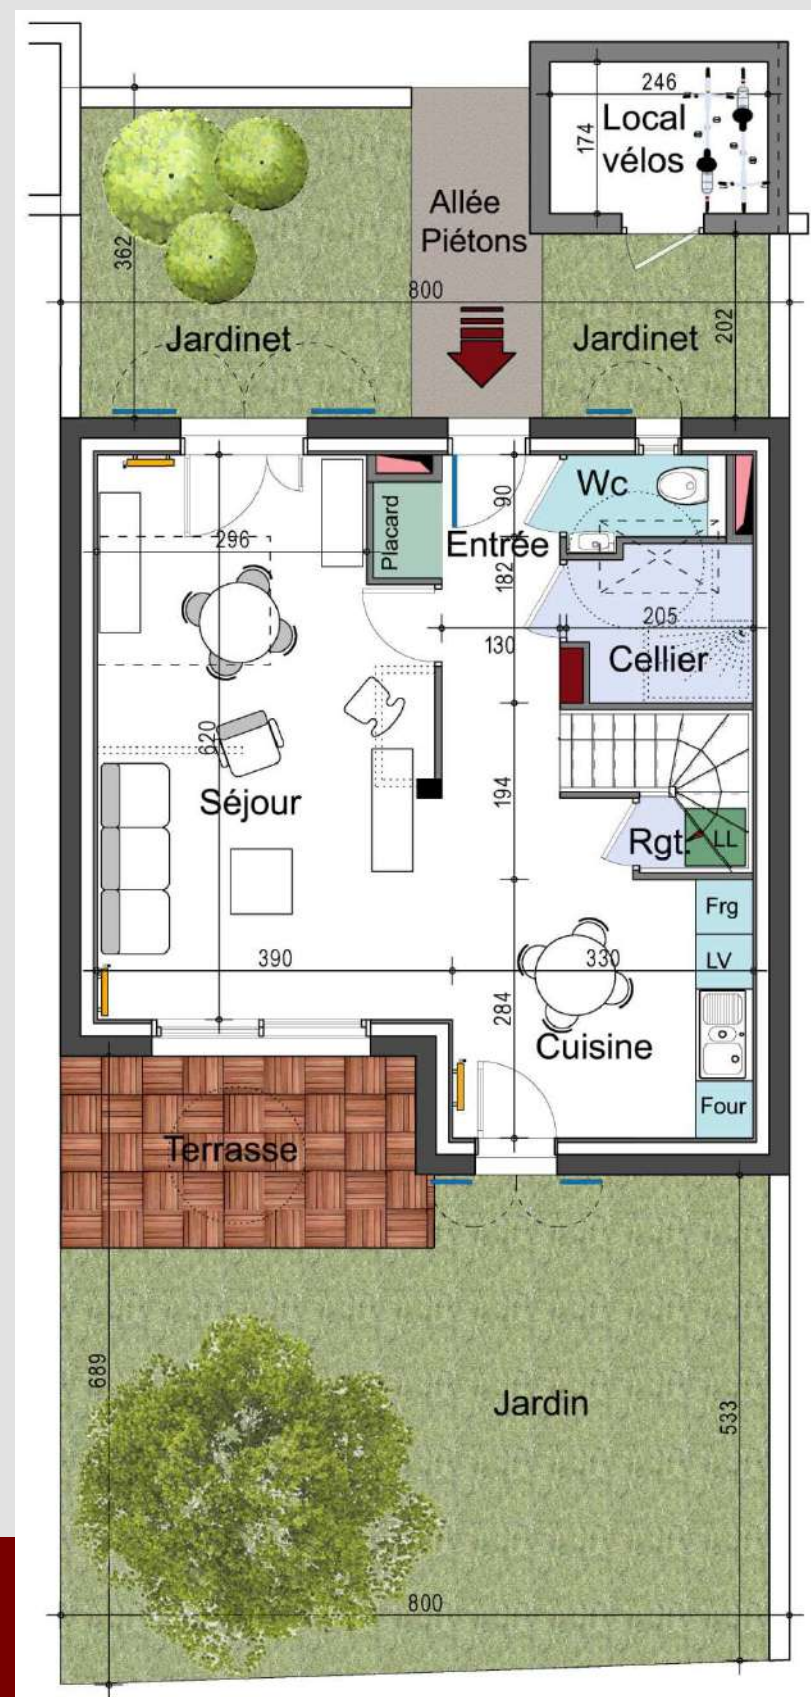 246
174
Local
vélos
Allée
Piétons
362
800
Jardinet
Jardinet
202
Wc
90
Placard
Entrée
296
182
205
130
Cellier
620
194
Séjour
Rgt.
LL
Frg
390
330
LV
284
Cuisine
Four
Terrasse
689
Jardin
533
800